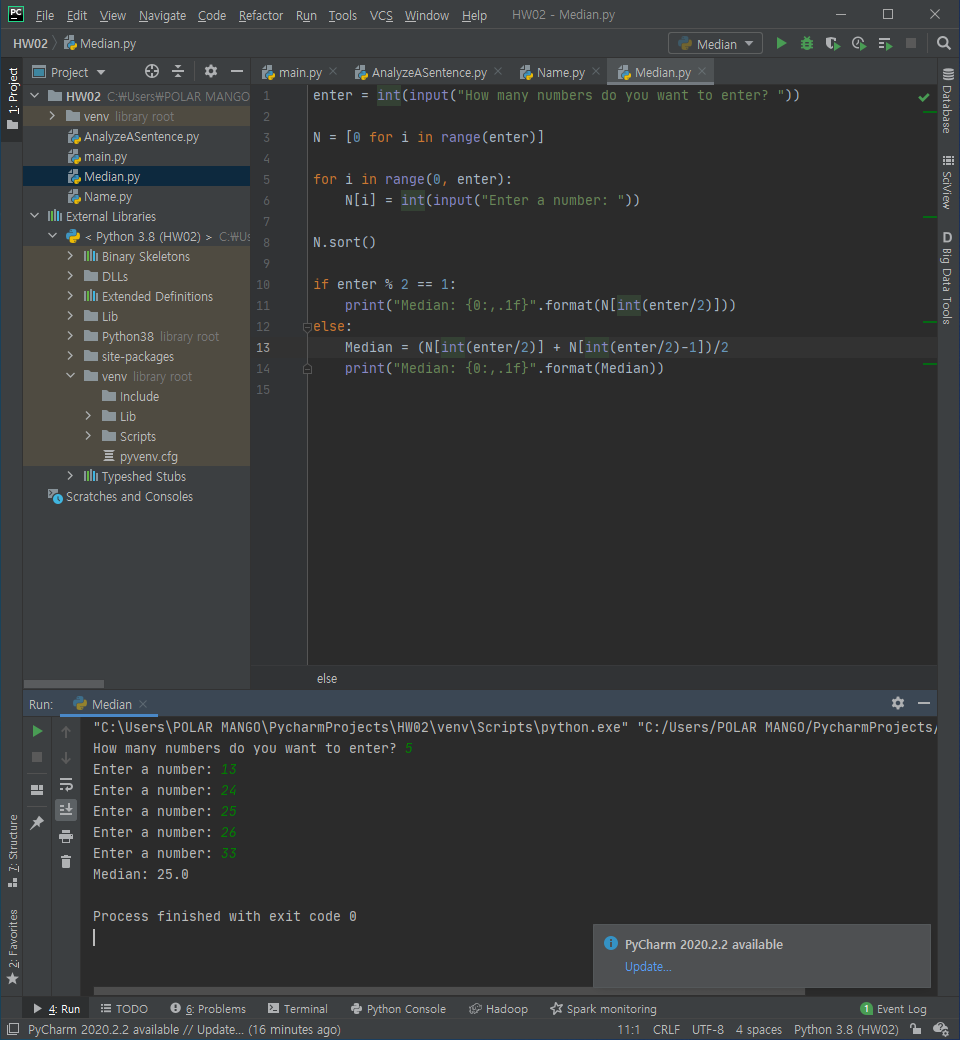 PC File Edit View Navigate Code Refactor Run Tools VCS Window Help HW02 - Median.py
HW02 Median.py Median
1: Project
Project
main.py AnalyzeASentence.py Name.py Median.py
HW02 C:₩Users₩POLAR MANGO
venv library root
AnalyzeASentence.py
main.py
Median.py
Name.py
External Libraries
< Python 3.8 (HW02) > C:₩Us
Binary Skeletons
DLLs
Extended Definitions
Lib
Python38 library root
site-packages
venv library root
Include
Lib
Scripts
pyvenv.cfg
Typeshed Stubs
Scratches and Consoles
1 enter = int(input("How many numbers do you want to enter? "))
2
3 N = [0 for i in range(enter)]
4
5 for i in range(0, enter):
6     N[i] = int(input("Enter a number: "))
7
8 N.sort()
9
10 if enter % 2 == 1:
11     print("Median: {0:,.1f}".format(N[int(enter/2)]))
12 else:
13     Median = (N[int(enter/2)] + N[int(enter/2)-1])/2
14     print("Median: {0:,.1f}".format(Median))
15
else
Database
SciView
D Big Data Tools
Run: Median
"C:\Users\POLAR MANGO\PycharmProjects\HW02\venv\Scripts\python.exe" "C:/Users/POLAR MANGO/PycharmProjects/
How many numbers do you want to enter? 5
Enter a number: 13
Enter a number: 24
Enter a number: 25
Enter a number: 26
Enter a number: 33
Median: 25.0
Process finished with exit code 0
7: Structure
2: Favorites
PyCharm 2020.2.2 available
Update...
4: Run TODO 6: Problems Terminal Python Console Hadoop Spark monitoring 1 Event Log
PyCharm 2020.2.2 available // Update... (16 minutes ago) 11:1 CRLF UTF-8 4 spaces Python 3.8 (HW02)